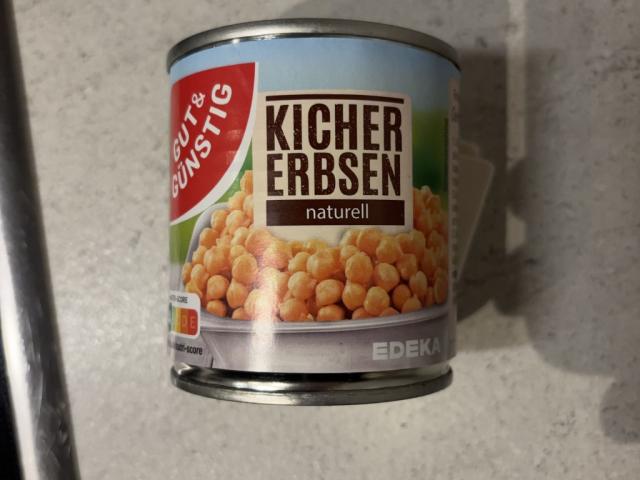 GUT&
GÜNSTIG
KICHER
ERBSEN
naturell
D E
EDEKA